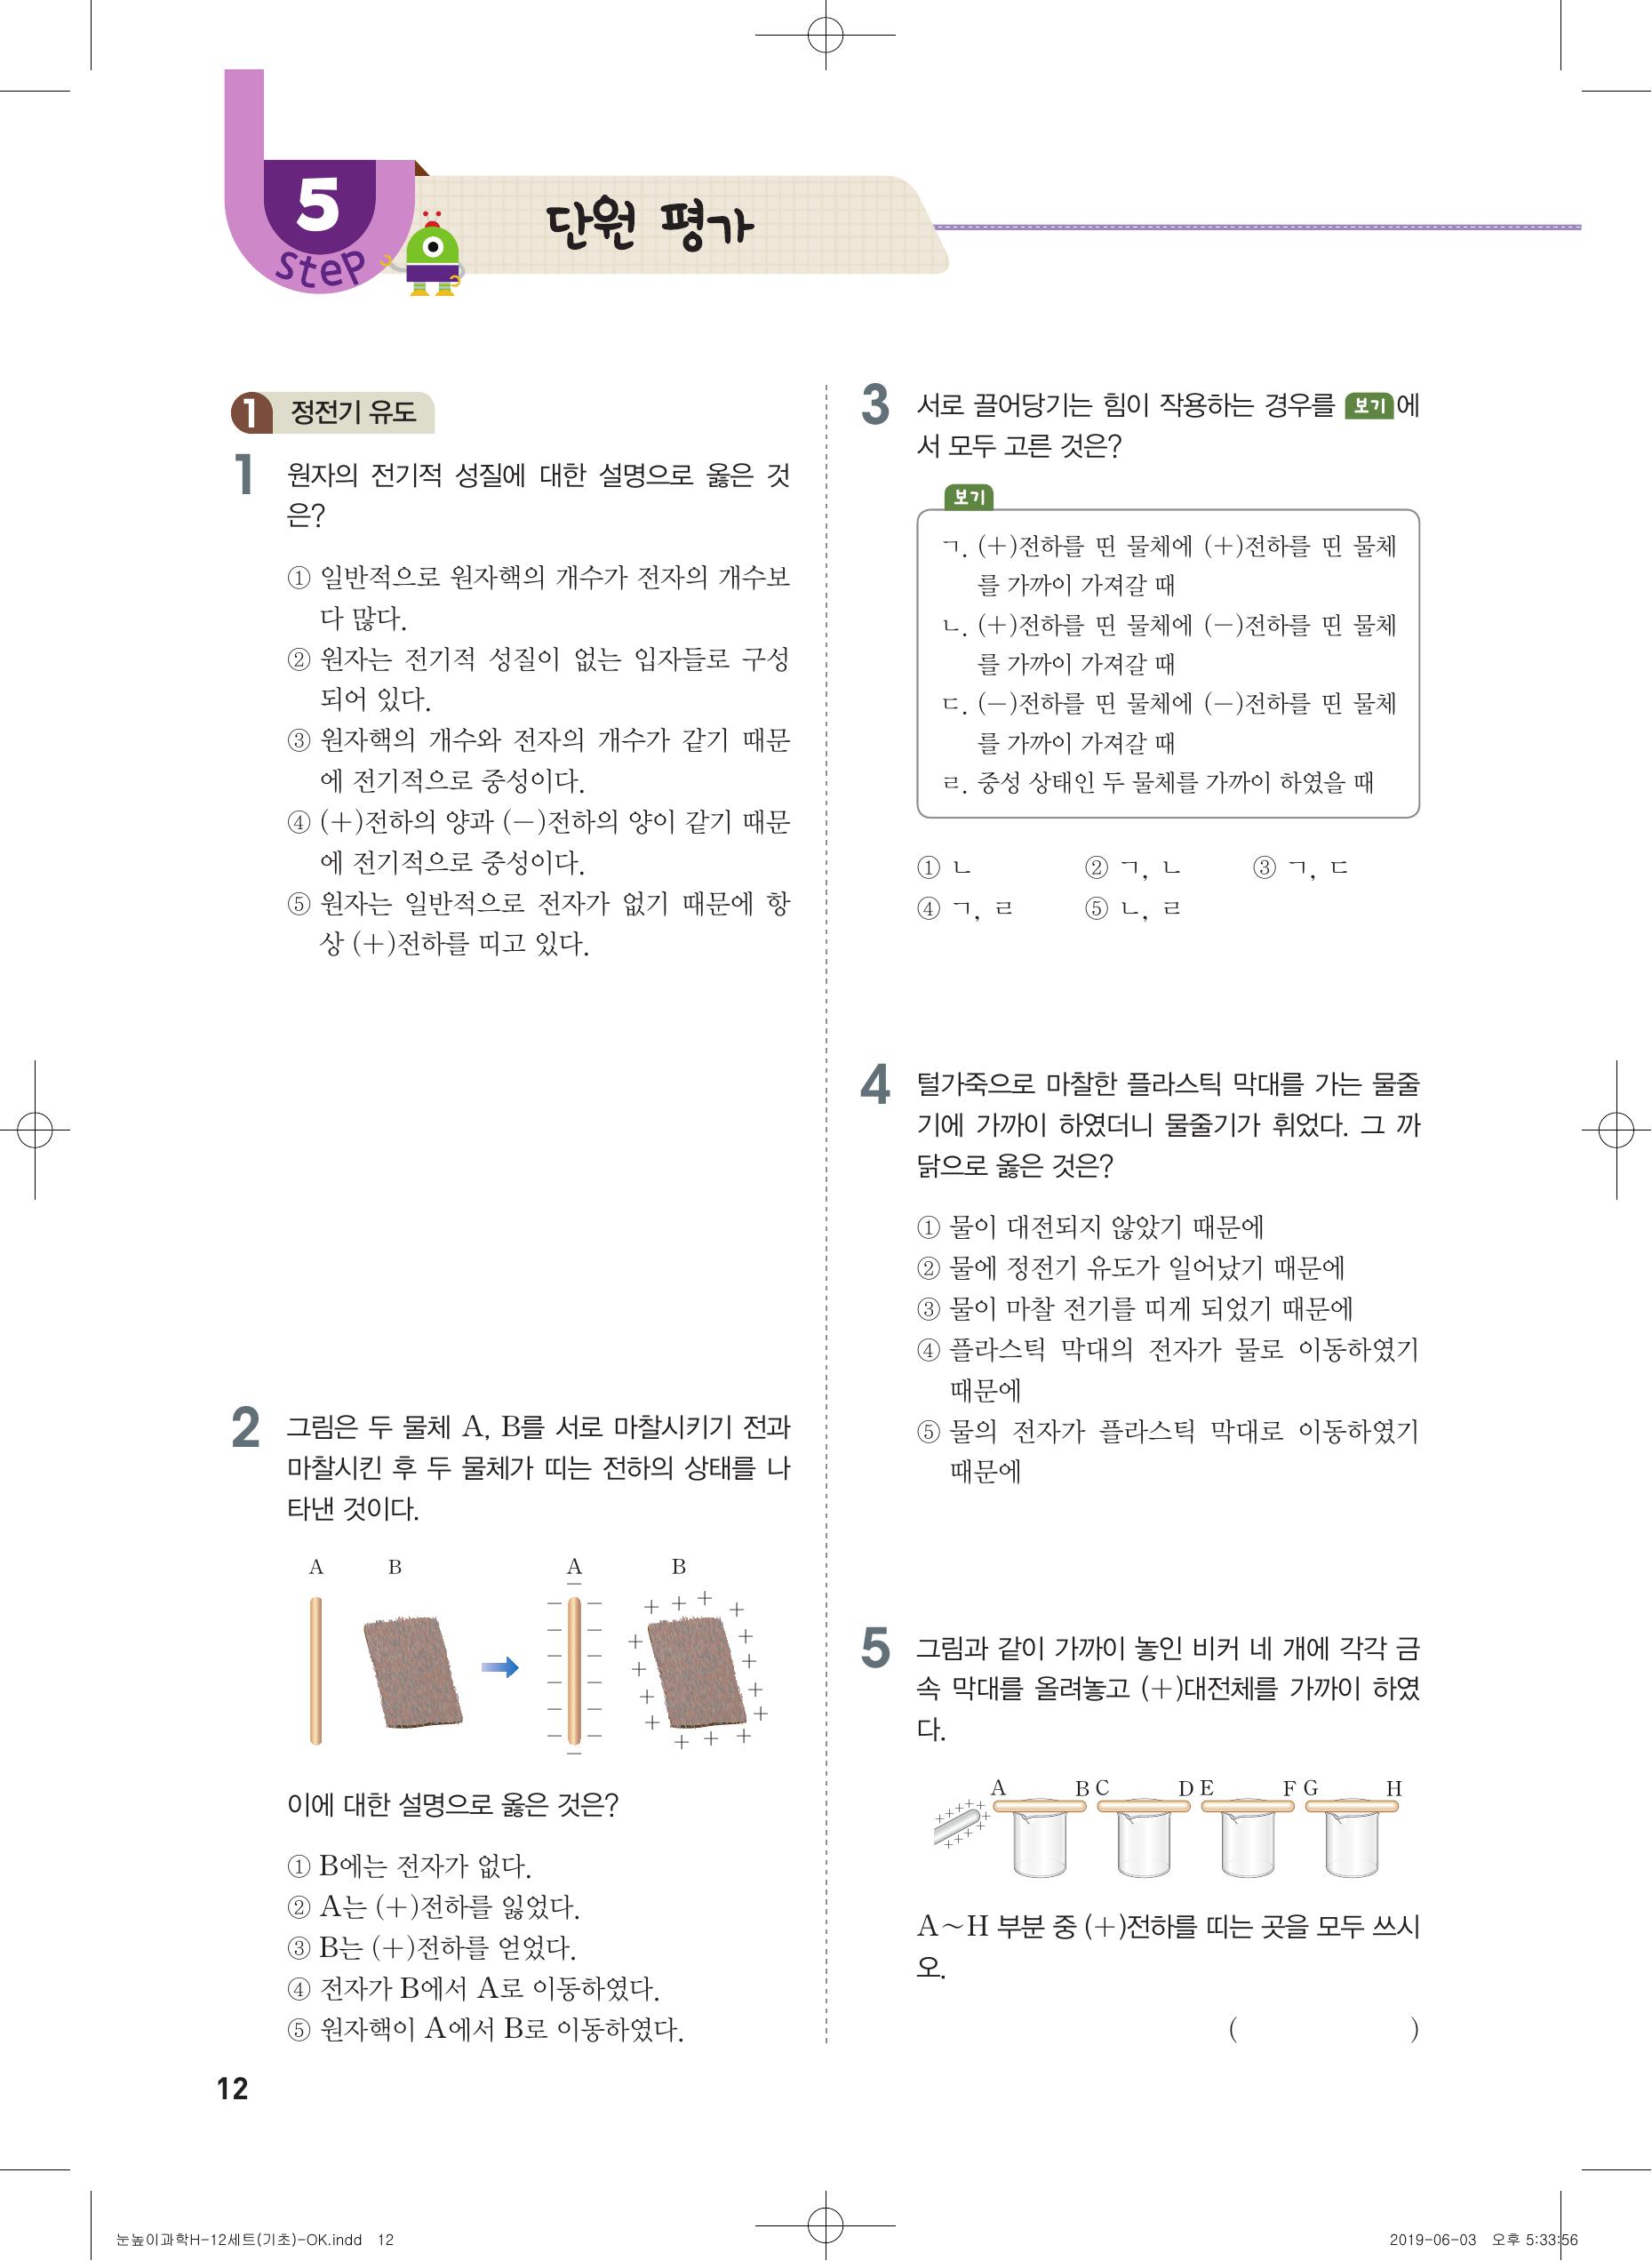 5
step
단원 평가
1 정전기 유도
1 원자의 전기적 성질에 대한 설명으로 옳은 것
은?
① 일반적으로 원자핵의 개수가 전자의 개수보
다 많다.
② 원자는 전기적 성질이 없는 입자들로 구성
되어 있다.
③ 원자핵의 개수와 전자의 개수가 같기 때문
에 전기적으로 중성이다.
④ (+)전하의 양과 (-)전하의 양이 같기 때문
에 전기적으로 중성이다.
⑤ 원자는 일반적으로 전자가 없기 때문에 항
상 (+)전하를 띠고 있다.
2 그림은 두 물체 A, B를 서로 마찰시키기 전과
마찰시킨 후 두 물체가 띠는 전하의 상태를 나
타낸 것이다.
A B A B
이에 대한 설명으로 옳은 것은?
① B에는 전자가 없다.
② A는 (+)전하를 잃었다.
③ B는 (+)전하를 얻었다.
④ 전자가 B에서 A로 이동하였다.
⑤ 원자핵이 A에서 B로 이동하였다.
3 서로 끌어당기는 힘이 작용하는 경우를 보기에
서 모두 고른 것은?
보기
ㄱ. (+)전하를 띤 물체에 (+)전하를 띤 물체
를 가까이 가져갈 때
ㄴ. (+)전하를 띤 물체에 (-)전하를 띤 물체
를 가까이 가져갈 때
ㄷ. (-)전하를 띤 물체에 (-)전하를 띤 물체
를 가까이 가져갈 때
ㄹ. 중성 상태인 두 물체를 가까이 하였을 때
① ㄴ ② ㄱ, ㄴ ③ ㄱ, ㄷ
④ ㄱ, ㄹ ⑤ ㄴ, ㄹ
4 털가죽으로 마찰한 플라스틱 막대를 가는 물줄
기에 가까이 하였더니 물줄기가 휘었다. 그 까
닭으로 옳은 것은?
① 물이 대전되지 않았기 때문에
② 물에 정전기 유도가 일어났기 때문에
③ 물이 마찰 전기를 띠게 되었기 때문에
④ 플라스틱 막대의 전자가 물로 이동하였기
때문에
⑤ 물의 전자가 플라스틱 막대로 이동하였기
때문에
5 그림과 같이 가까이 놓인 비커 네 개에 각각 금
속 막대를 올려놓고 (+)대전체를 가까이 하였
다.
A B C D E F G H
A~H 부분 중 (+)전하를 띠는 곳을 모두 쓰시
오.
( )
12
눈높이과학H-12세트(기초)-OK.indd 12
2019-06-03 오후 5:33:56